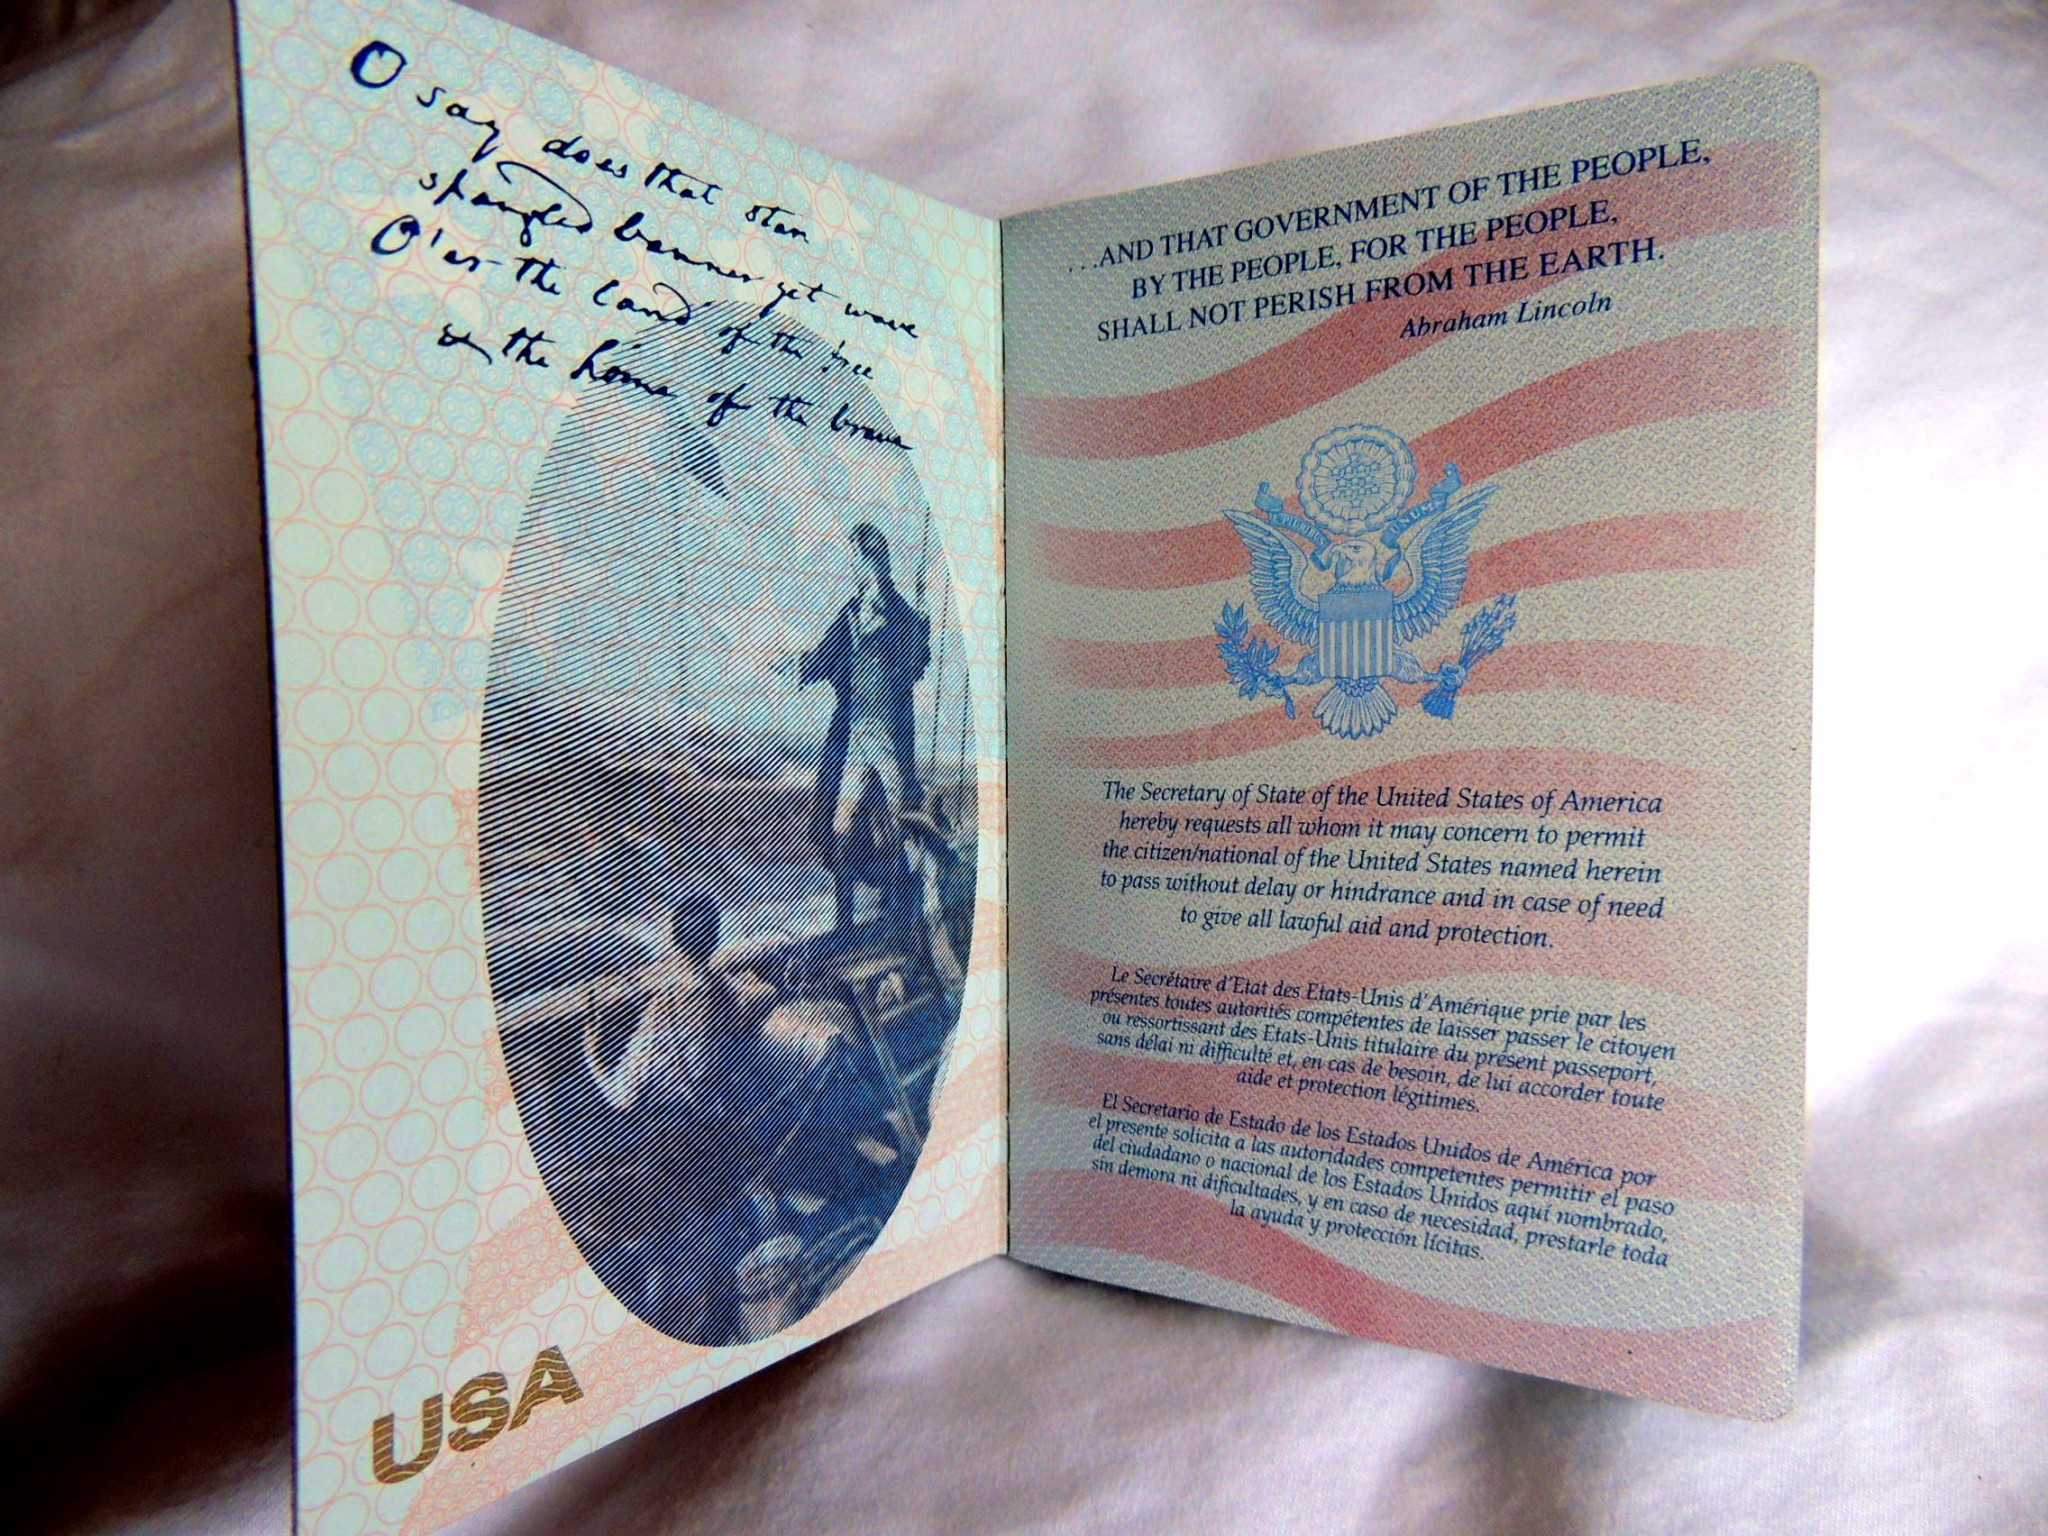 O say does that star
spangled banner yet wave
O'er the land of the free
& the home of the brave
USA
...AND THAT GOVERNMENT OF THE PEOPLE,
BY THE PEOPLE, FOR THE PEOPLE,
SHALL NOT PERISH FROM THE EARTH.
Abraham Lincoln
E PLURIBUS UNUM
The Secretary of State of the United States of America
hereby requests all whom it may concern to permit
the citizen/national of the United States named herein
to pass without delay or hindrance and in case of need
to give all lawful aid and protection.
Le Secrétaire d'Etat des Etats-Unis d'Amérique prie par les
présentes toutes autorités compétentes de laisser passer le citoyen
ou ressortissant des Etats-Unis titulaire du présent passeport,
sans délai ni difficulté et, en cas de besoin, de lui accorder toute
aide et protection légitimes.
El Secretario de Estado de los Estados Unidos de América por
el presente solicita a las autoridades competentes permitir el paso
del ciudadano o nacional de los Estados Unidos aquí nombrado,
sin demora ni dificultades, y en caso de necesidad, prestarle toda
la ayuda y protección lícitas.